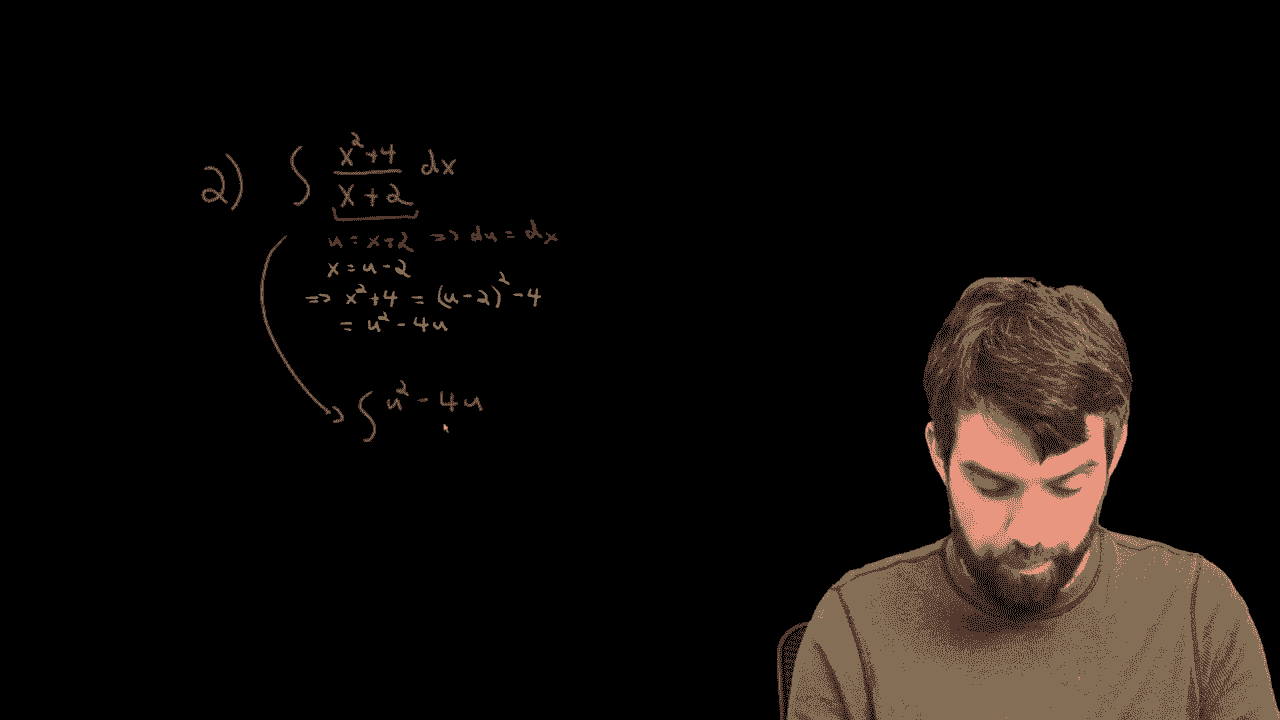 2) ∫ (x²+4)/(x+2) dx
u = x+2 => du = dx
x = u-2
=> x²+4 = (u-2)²-4
= u²-4u
∫ u²-4u